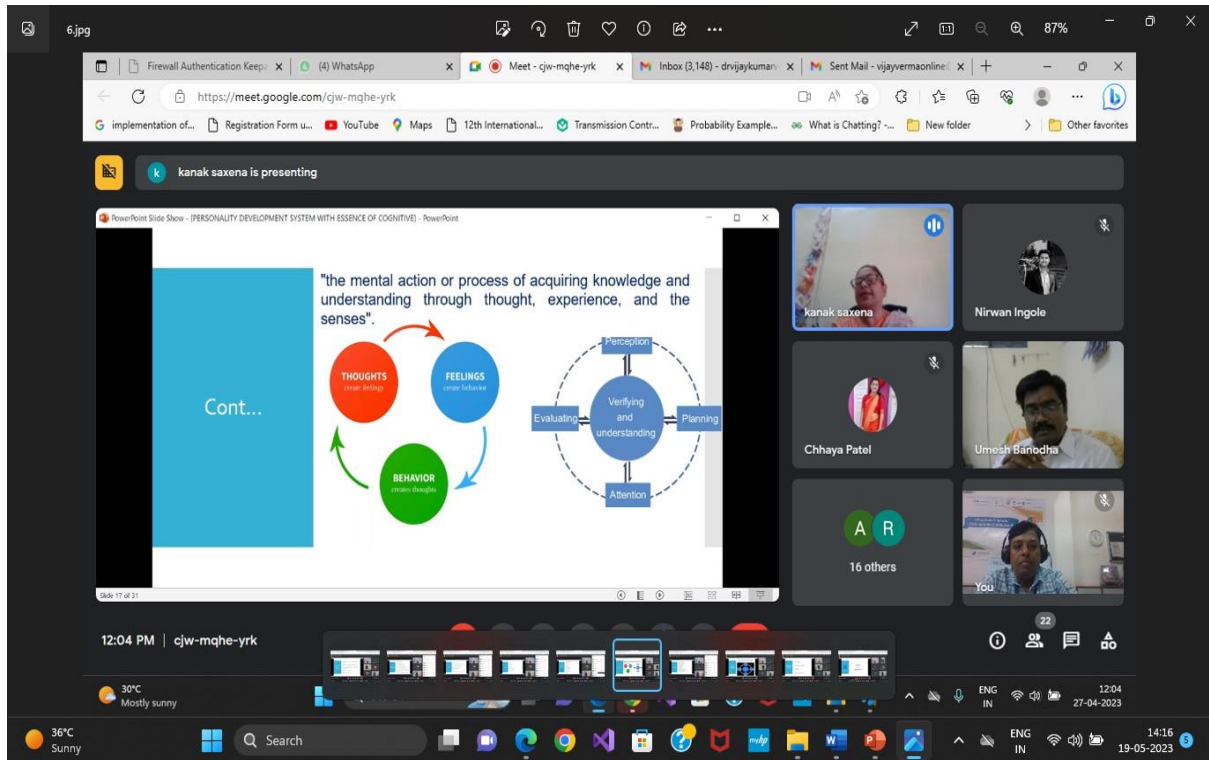 6.jpg
87%
Firewall Authentication Keepa
(4) WhatsApp
Meet - cjw-mqhe-yrk
Inbox (3,148) - drvijaykumarv
Sent Mail - vijayvermaonline@
https://meet.google.com/cjw-mqhe-yrk
implementation of...
Registration Form u...
YouTube
Maps
12th International...
Transmission Contr...
Probability Example...
What is Chatting? -...
New folder
Other favorites
k
kanak saxena is presenting
PowerPoint Slide Show - [PERSONALITY DEVELOPMENT SYSTEM WITH ESSENCE OF COGNITIVE] - PowerPoint
Cont...
"the mental action or process of acquiring knowledge and
understanding through thought, experience, and the
senses".
THOUGHTS
create feelings
FEELINGS
create behavior
BEHAVIOR
creates thoughts
Perception
Evaluating
Verifying
and
understanding
Planning
Attention
Slide 17 of 31
kanak saxena
Nirwan Ingole
Chhaya Patel
Umesh Banodha
A R
16 others
You
12:04 PM | cjw-mqhe-yrk
22
30°C
Mostly sunny
ENG
IN
12:04
27-04-2023
36°C
Sunny
Search
ENG
IN
14:16
19-05-2023
5